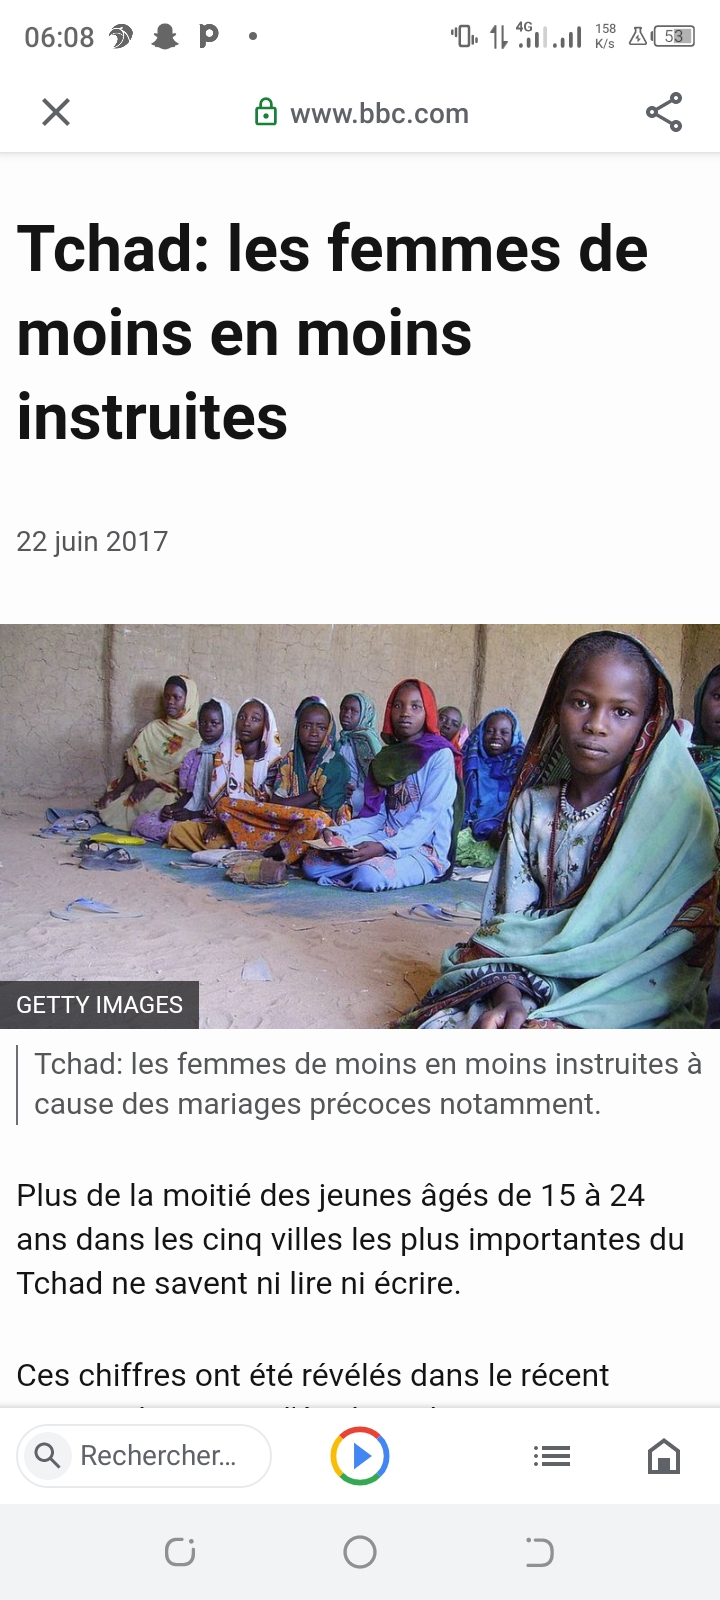 06:08
4G
158
K/s
53
www.bbc.com
Tchad: les femmes de
moins en moins
instruites
22 juin 2017
GETTY IMAGES
Tchad: les femmes de moins en moins instruites à
cause des mariages précoces notamment.
Plus de la moitié des jeunes âgés de 15 à 24
ans dans les cinq villes les plus importantes du
Tchad ne savent ni lire ni écrire.
Ces chiffres ont été révélés dans le récent
Rechercher...